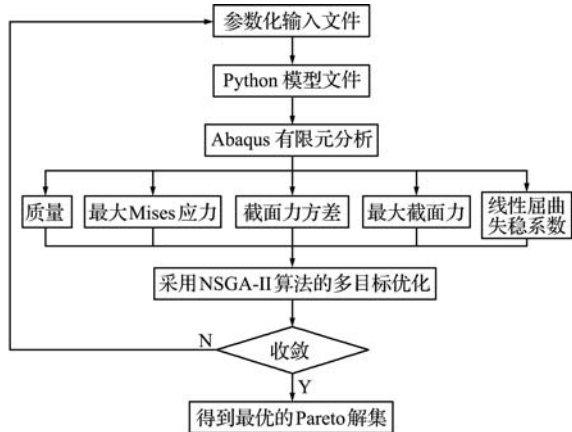 参数化输入文件
Python 模型文件
Abaqus 有限元分析
质量
最大Mises应力
截面力方差
最大截面力
线性屈曲
失稳系数
采用NSGA-II算法的多目标优化
N
收敛
Y
得到最优的Pareto解集